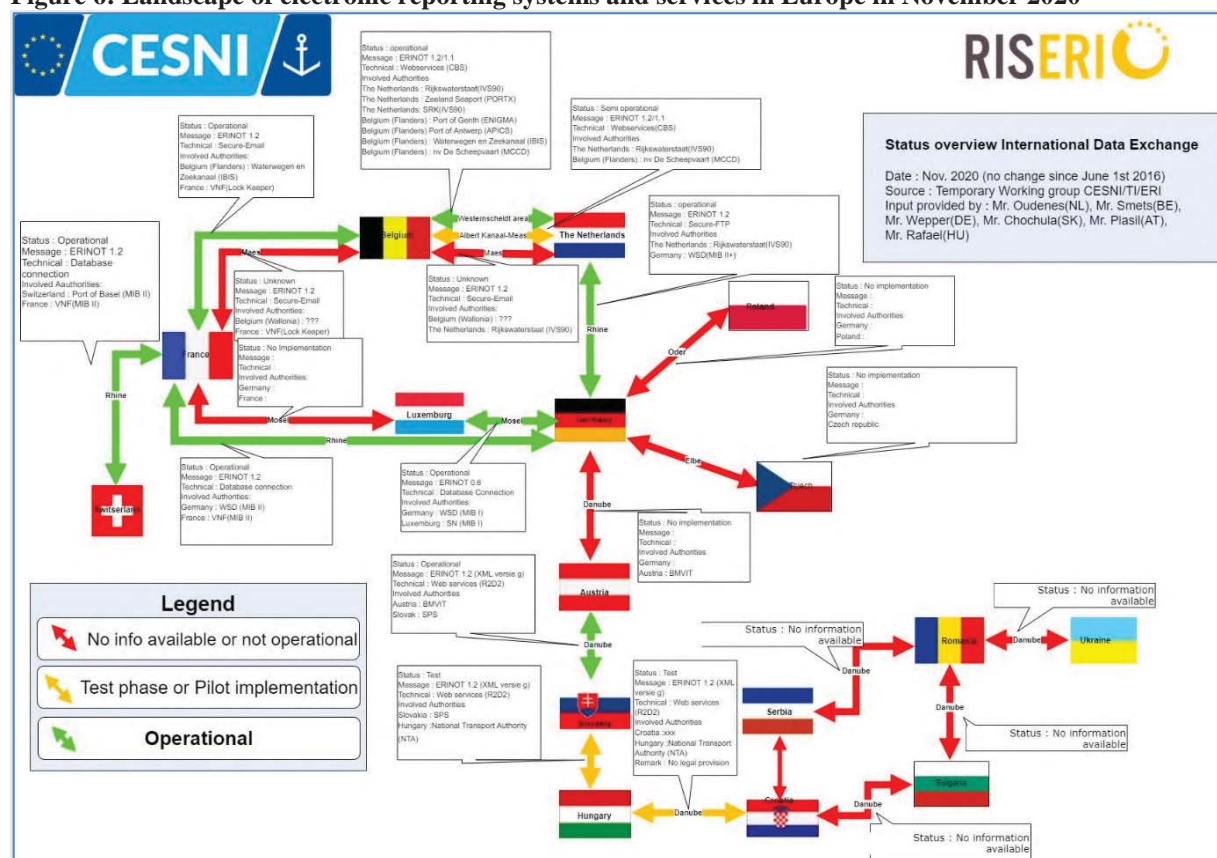 Figure 6: Landscape of electronic reporting systems and services in Europe in November 2020
CESNI
RISERIO
Status : operational
Message : ERINOT 1.2/1.1
Technical : Webservices (CBS)
Involved Authorities
The Netherlands : Rijkswaterstaat(IVS90)
The Netherlands : Zeeland Seaport (PORTX)
The Netherlands: SRK(IVS90)
Belgium (Flanders) : Port of Genth (ENIGMA)
Belgium (Flanders) Port of Antwerp (APICS)
Belgium (Flanders) : Waterwegen en Zeekanaal (IBIS)
Belgium (Flanders) : nv De Scheepvaart (MCCD)
Status : Semi operational
Message : ERINOT 1.2/1.1
Technical : Webservices(CBS)
Involved Authorities
The Netherlands : Rijkswaterstaat(IVS90)
Belgium (Flanders) : nv De Scheepvaart (MCCD)
Status : Operational
Message : ERINOT 1.2
Technical : Secure-Email
Involved Authorities:
Belgium (Flanders) : Waterwegen en
Zoekanaal (IBIS)
France : VNF(Lock Keeper)
Status overview International Data Exchange
Date : Nov. 2020 (no change since June 1st 2016)
Source : Temporary Working group CESNI/TI/ERI
Input provided by : Mr. Oudenes(NL), Mr. Smets(BE),
Mr. Wepper(DE), Mr. Chochula(SK), Mr. Plasil(AT),
Mr. Rafael(HU)
Status : Operational
Message : ERINOT 1.2
Technical : Database
connection
Involved Aauthorities:
Switzerland : Port of Basel (MIB II)
France : VNF(MIB II)
Belgium
Westernscheldt area
Albert Kanaal-Meas
Maes
The Netherlands
Maes
Status : operational
Message : ERINOT 1.2
Technical : Secure-FTP
Involved Authorities
The Netherlands : Rijkswaterstaat(IVS90)
Germany : WSD(MIB II+)
Status : Unknown
Message : ERINOT 1.2
Technical : Secure-Email
Involved Authorities:
Belgium (Wallonia) : ???
France : VNF(Lock Keeper)
Status : Unknown
Message : ERINOT 1.2
Technical : Secure-Email
Involved Authorities:
Belgium (Wallonia) : ???
The Netherlands : Rijkswaterstaat (IVS90)
Status : No implementation
Message :
Technical :
Involved Authorities
Germany :
Poland :
Poland
Rhine
Oder
France
Status : No Implementation
Message :
Technical :
Involved Authorities:
Germany :
France :
Status : No implementation
Message :
Technical :
Involved Authorities
Germany :
Czech republic
Rhine
Mosel
Luxemburg
Mosel
Rhine
Elbe
Switserland
Status : Operational
Message : ERINOT 1.2
Technical : Database connection
Involved Authorities:
Germany : WSD (MIB II)
France : VNF(MIB II)
Status : Operational
Message : ERINOT 0.6
Technical : Database Connection
Involved Authorities:
Germany : WSD (MIB I)
Luxemburg : SN (MIB I)
Danube
Status : No implementation
Message :
Technical :
Involved Authorities
Germany :
Austria : BMVIT
Status : Operational
Message : ERINOT 1.2 (XML versie g)
Technical : Web services (R2D2)
Involved Authorities
Austria : BMVIT
Slovak : SPS
Austria
Danube
Legend
No info available or not operational
Test phase or Pilot implementation
Operational
Status : No information
available
Status : No information
available
Romania
Danube
Ukraine
Danube
Status : Test
Message : ERINOT 1.2 (XML versie g)
Technical : Web services (R2D2)
Involved Authorities
Slovakia : SPS
Hungary :National Transport Authority
(NTA)
Slovakia
Status : Test
Message : ERINOT 1.2 (XML
versie g)
Technical : Web services
(R2D2)
Involved Authorities
Croatia :xxx
Hungary :National Transport
Authority (NTA)
Remark : No legal provision
Serbia
Danube
Status : No information
available
Hungary
Danube
Croatia
Danube
Bulgaria
Status : No information
available